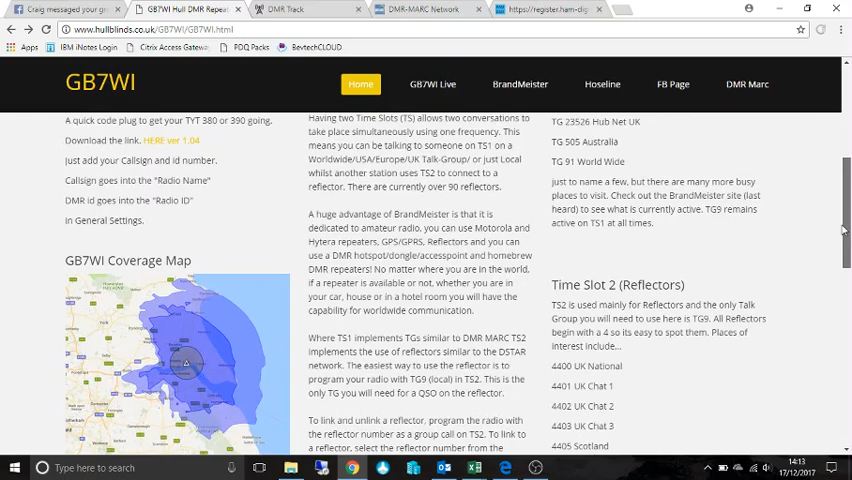 Craig messaged your gr
GB7WI Hull DMR Repeat
DMR Track
DMR-MARC Network
https://register.ham-digi
www.hullblinds.co.uk/GB7WI/GB7WI.html
Apps
IBM iNotes Login
Citrix Access Gateway
PDQ Packs
BevtechCLOUD
GB7WI
Home
GB7WI Live
BrandMeister
Hoseline
FB Page
DMR Marc
A quick code plug to get your TYT 380 or 390 going.
Download the link. HERE ver 1.04
Just add your Callsign and id number.
Callsign goes into the "Radio Name"
DMR id goes into the "Radio ID"
in General Settings.
GB7WI Coverage Map
Having two Time Slots (TS) allows two conversations to
take place simultaneously using one frequency. This
means you can be talking to someone on TS1 on a
Worldwide/USA/Europe/UK Talk-Group/ or just Local
whilst another station uses TS2 to connect to a
reflector. There are currently over 90 reflectors.
A huge advantage of BrandMeister is that it is
dedicated to amateur radio, you can use Motorola and
Hytera repeaters, GPS/GPRS, Reflectors and you can
use a DMR hotspot/dongle/accesspoint and homebrew
DMR repeaters! No matter where you are in the world,
if a repeater is available or not, whether you are in
your car, house or in a hotel room you will have the
capability for worldwide communication.
Where TS1 implements TGs similar to DMR MARC TS2
implements the use of reflectors similar to the DSTAR
network. The easiest way to use the reflector is to
program your radio with TG9 (local) in TS2. This is the
only TG you will need for a QSO on the reflector.
To link and unlink a reflector, program the radio with
the reflector number as a group call on TS2. To link to
a reflector, select the reflector number from the
TG 23526 Hub Net UK
TG 505 Australia
TG 91 World Wide
just to name a few, but there are many more busy
places to visit. Check out the BrandMeister site (last
heard) to see what is currently active. TG9 remains
active on TS1 at all times.
Time Slot 2 (Reflectors)
TS2 is used mainly for Reflectors and the only Talk
Group you will need to use here is TG9. All Reflectors
begin with a 4 so its easy to spot them. Places of
interest include...
4400 UK National
4401 UK Chat 1
4402 UK Chat 2
4403 UK Chat 3
4405 Scotland
Type here to search
14:13
17/12/2017